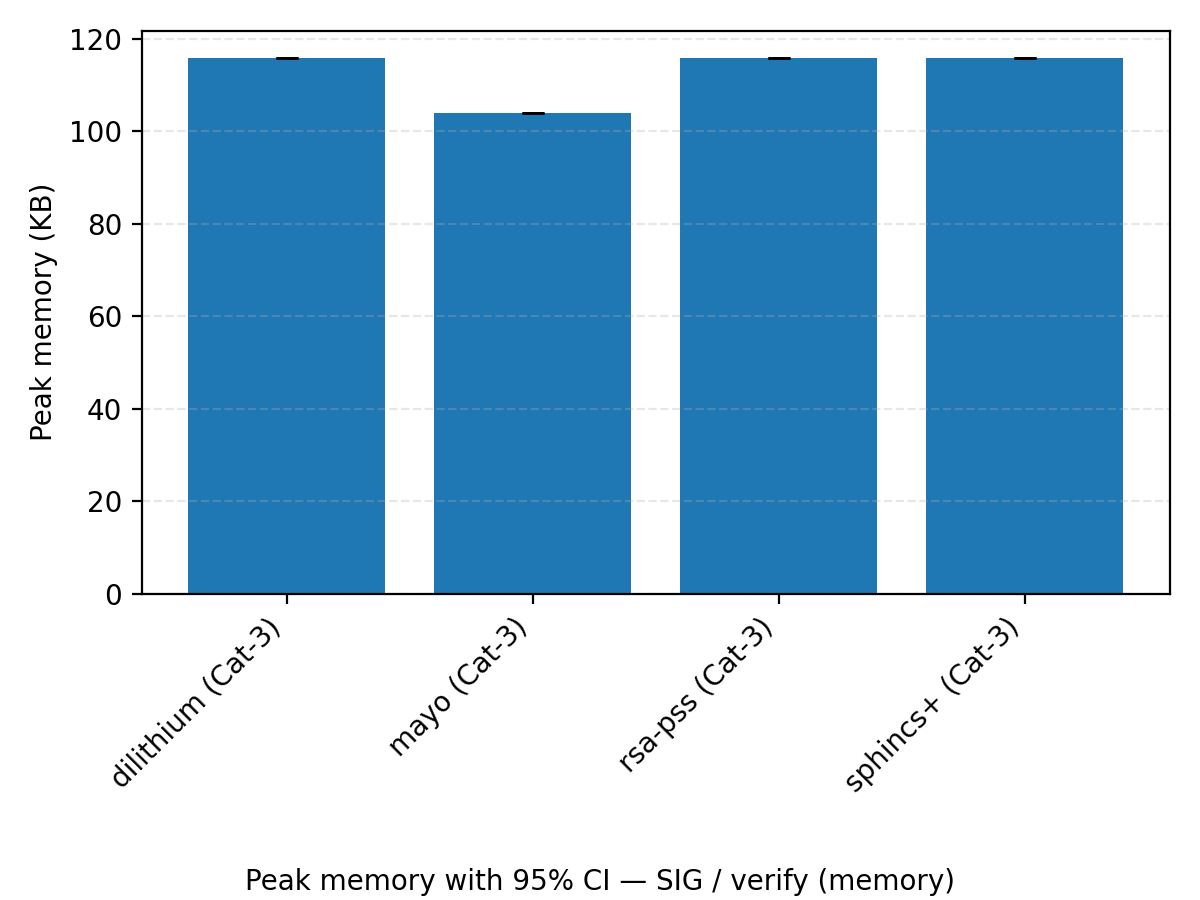 120
100
80
60
40
20
0
Peak memory (KB)
dilithium (Cat-3)
mayo (Cat-3)
rsa-pss (Cat-3)
sphincs+ (Cat-3)
Peak memory with 95% CI — SIG / verify (memory)